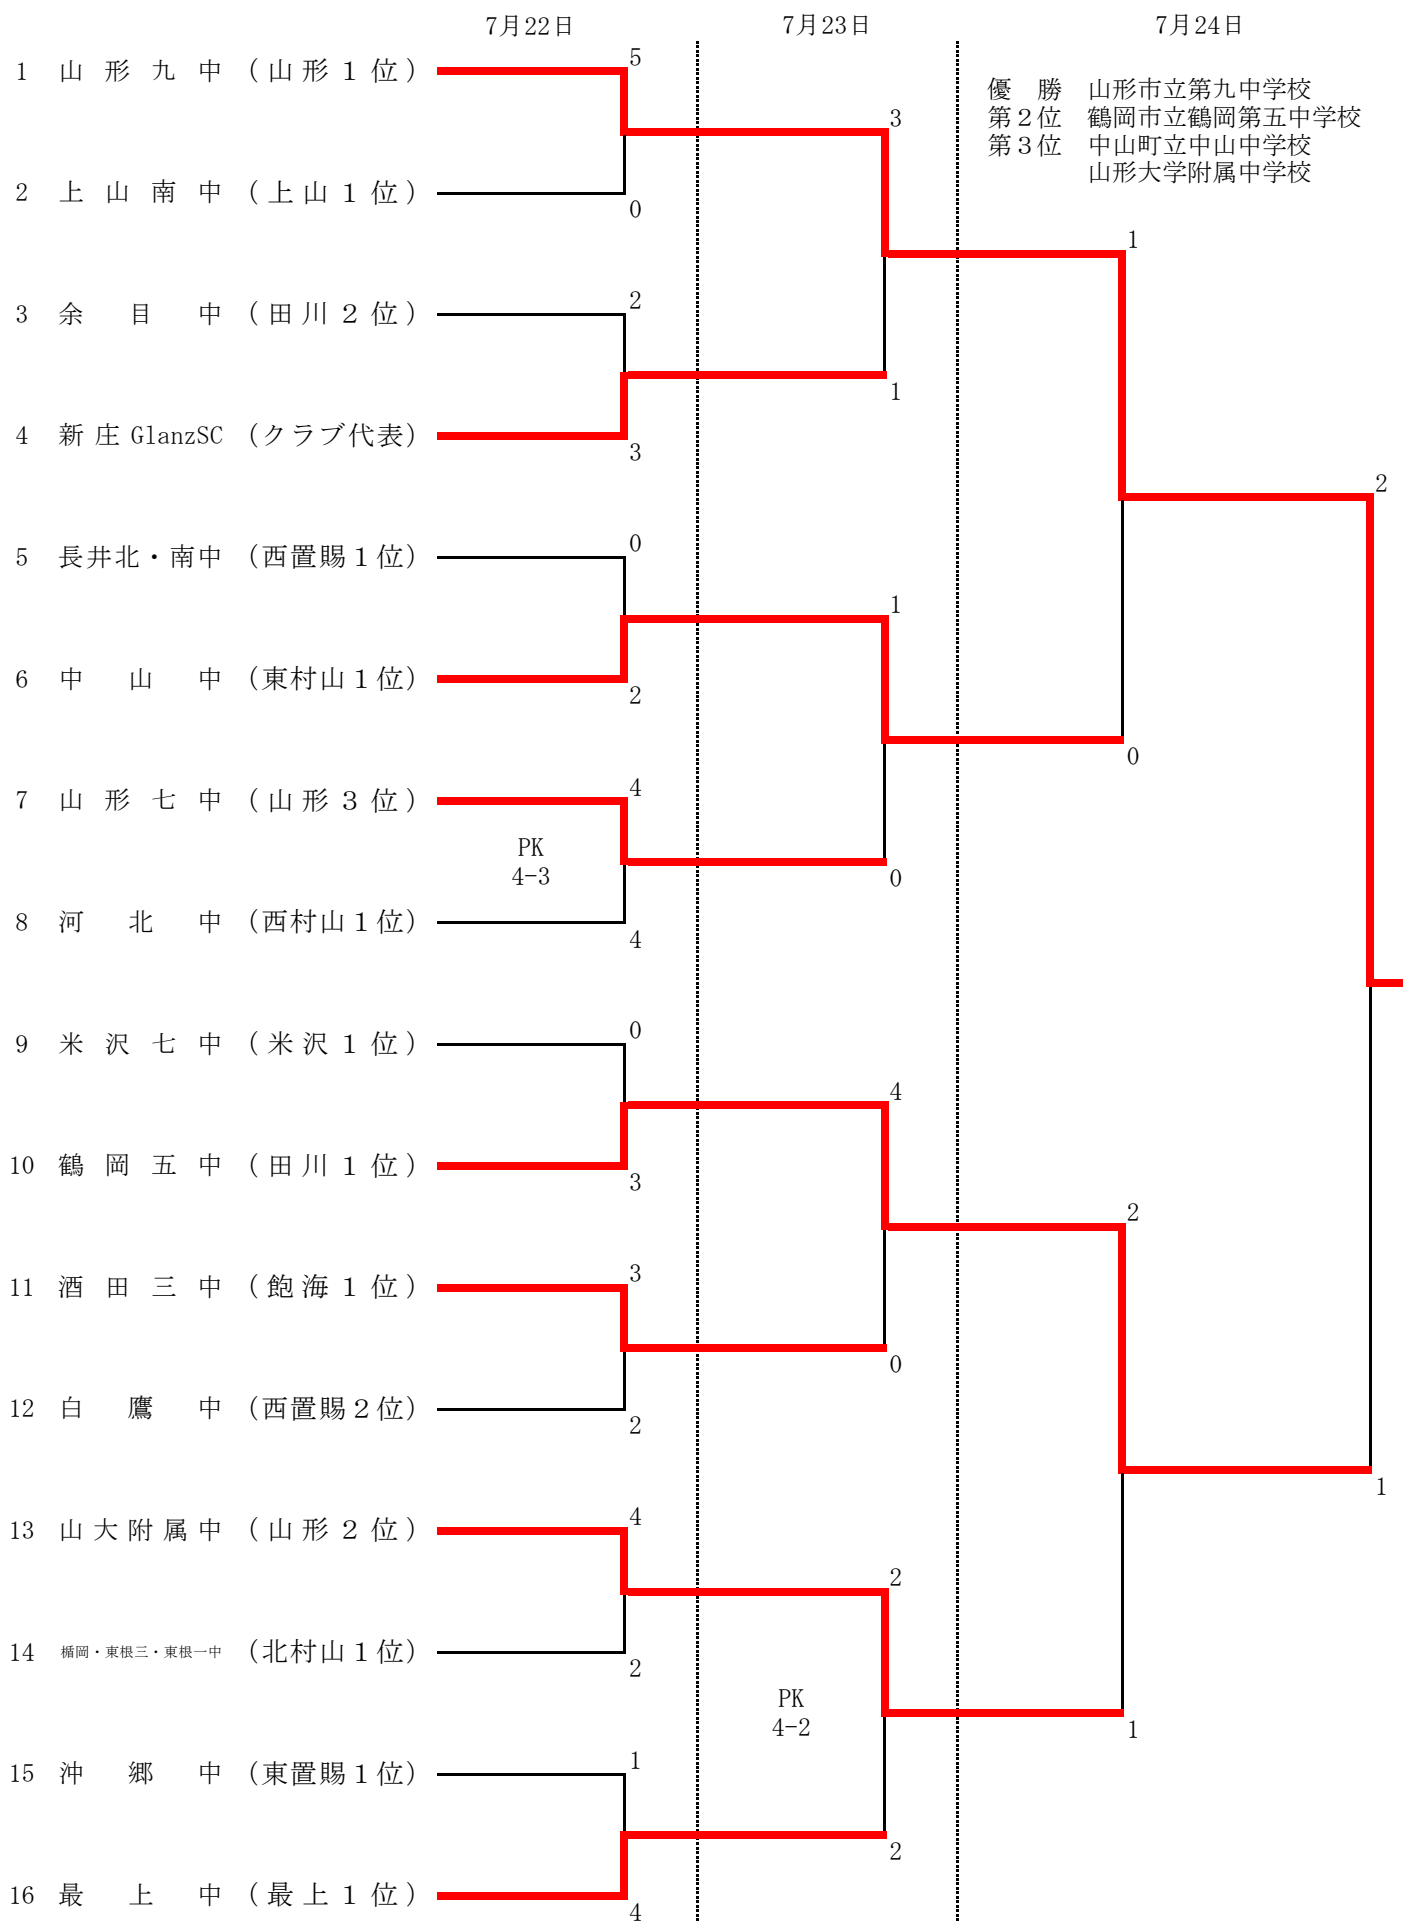 7月22日 7月23日 7月24日
優 勝 山形市立第九中学校
第２位 鶴岡市立鶴岡第五中学校
第３位 中山町立中山中学校
山形大学附属中学校
1 山形九中 (山形１位) 5
3
2 上山南中 (上山１位) 0
1
3 余目中 (田川２位) 2
1
4 新庄GlanzSC (クラブ代表) 3
2
5 長井北・南中 (西置賜１位) 0
1
6 中山中 (東村山１位) 2
0
7 山形七中 (山形３位) 4
PK
4-3
0
8 河北中 (西村山１位) 4
9 米沢七中 (米沢１位) 0
4
10 鶴岡五中 (田川１位) 3
2
11 酒田三中 (飽海１位) 3
0
12 白鷹中 (西置賜２位) 2
1
13 山大附属中 (山形２位) 4
2
14 楯岡・東根三・東根一中 (北村山１位) 2
PK
4-2
1
15 沖郷中 (東置賜１位) 1
2
16 最上中 (最上１位) 4